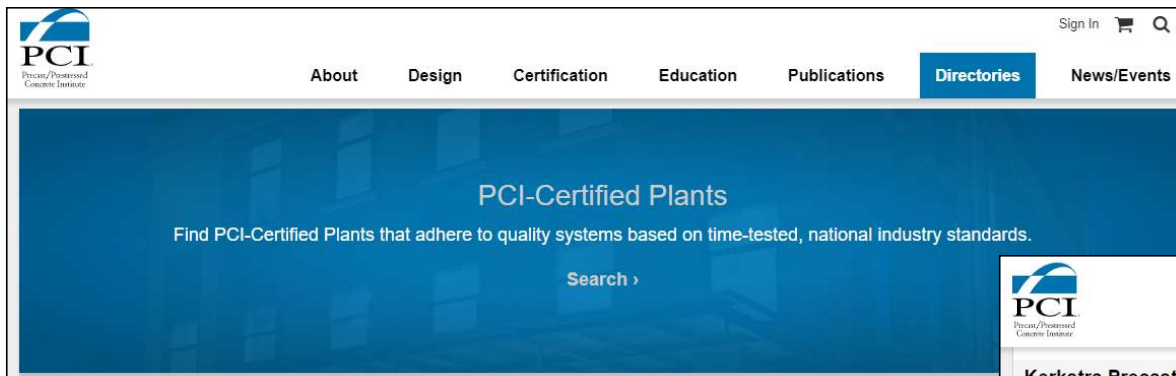 Sign In
PCI
Precast/Prestressed
Concrete Institute
About Design Certification Education Publications Directories News/Events
PCI-Certified Plants
Find PCI-Certified Plants that adhere to quality systems based on time-tested, national industry standards.
Search ›
PCI
Precast/Prestressed
Concrete Institute